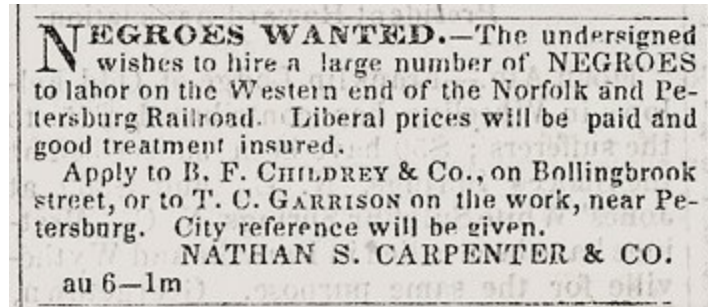 NEGROES WANTED.—The undersigned
wishes to hire a large number of NEGROES
to labor on the Western end of the Norfolk and Pe-
tersburg Railroad. Liberal prices will be paid and
good treatment insured.
Apply to B. F. CHILDREY & Co., on Bollingbrook
street, or to T. C. GARRISON on the work, near Pe-
tersburg. City reference will be given.
NATHAN S. CARPENTER & CO.
au 6—1m